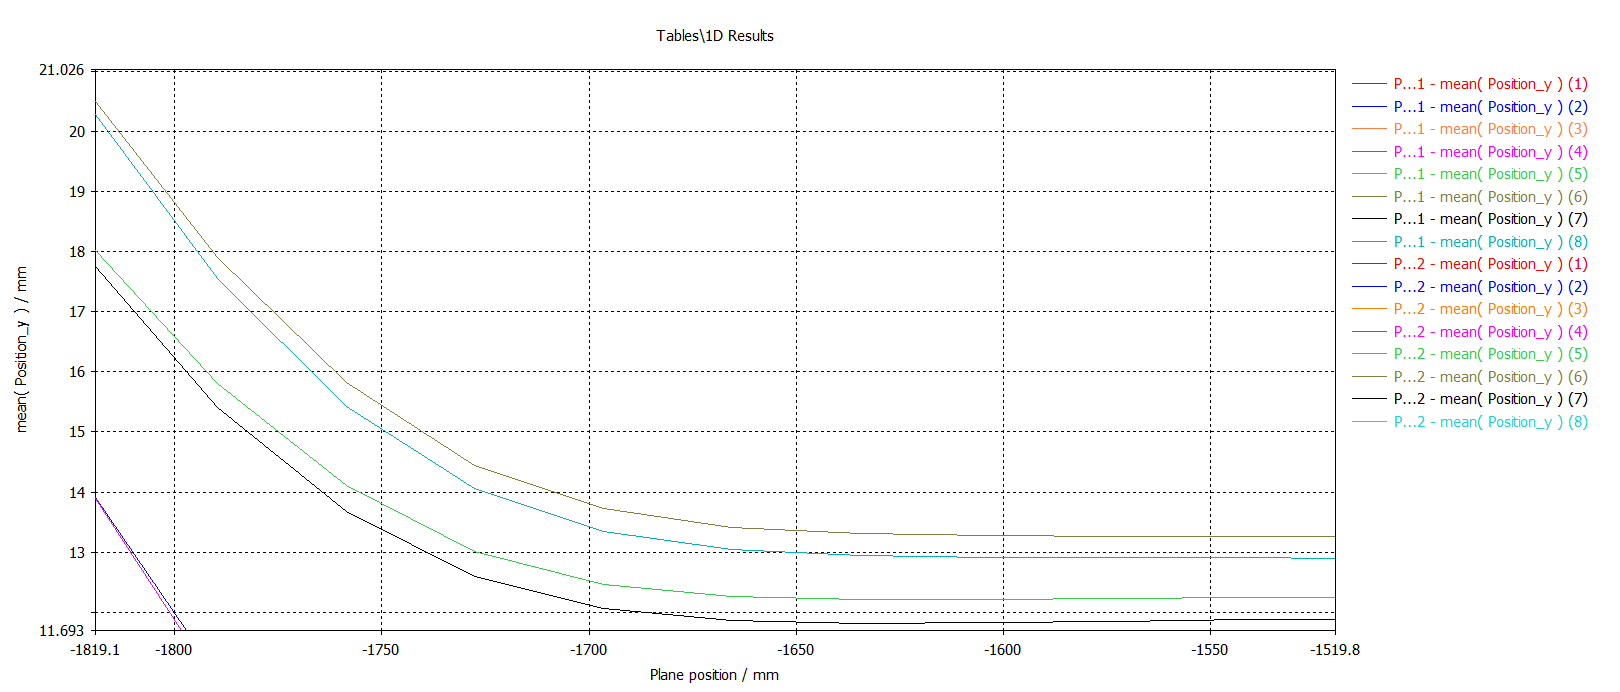 Tables\1D Results
21.026
20
19
18
17
16
15
14
13
11.693
mean( Position_y ) / mm
-1819.1 -1800 -1750 -1700 -1650 -1600 -1550 -1519.8
Plane position / mm
P...1 - mean( Position_y ) (1)
P...1 - mean( Position_y ) (2)
P...1 - mean( Position_y ) (3)
P...1 - mean( Position_y ) (4)
P...1 - mean( Position_y ) (5)
P...1 - mean( Position_y ) (6)
P...1 - mean( Position_y ) (7)
P...1 - mean( Position_y ) (8)
P...2 - mean( Position_y ) (1)
P...2 - mean( Position_y ) (2)
P...2 - mean( Position_y ) (3)
P...2 - mean( Position_y ) (4)
P...2 - mean( Position_y ) (5)
P...2 - mean( Position_y ) (6)
P...2 - mean( Position_y ) (7)
P...2 - mean( Position_y ) (8)